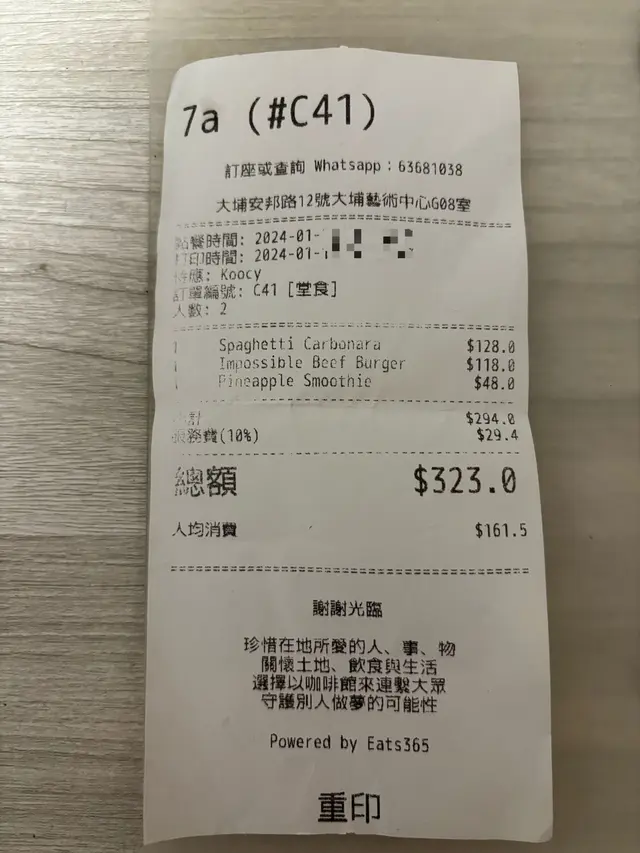 7a (#C41)
訂座或查詢 Whatsapp：63681038
大埔安邦路12號大埔藝術中心G08室
點餐時間: 2024-01-
打印時間: 2024-01-
侍應: Koocy
訂單編號: C41 [堂食]
人數: 2
1 Spaghetti Carbonara $128.0
1 Impossible Beef Burger $118.0
1 Pineapple Smoothie $48.0
計 $294.0
服務費(10%) $29.4
總額 $323.0
人均消費 $161.5
謝謝光臨
珍惜在地所愛的人、事、物
關懷土地、飲食與生活
選擇以咖啡館來連繫大眾
守護別人做夢的可能性
Powered by Eats365
重印